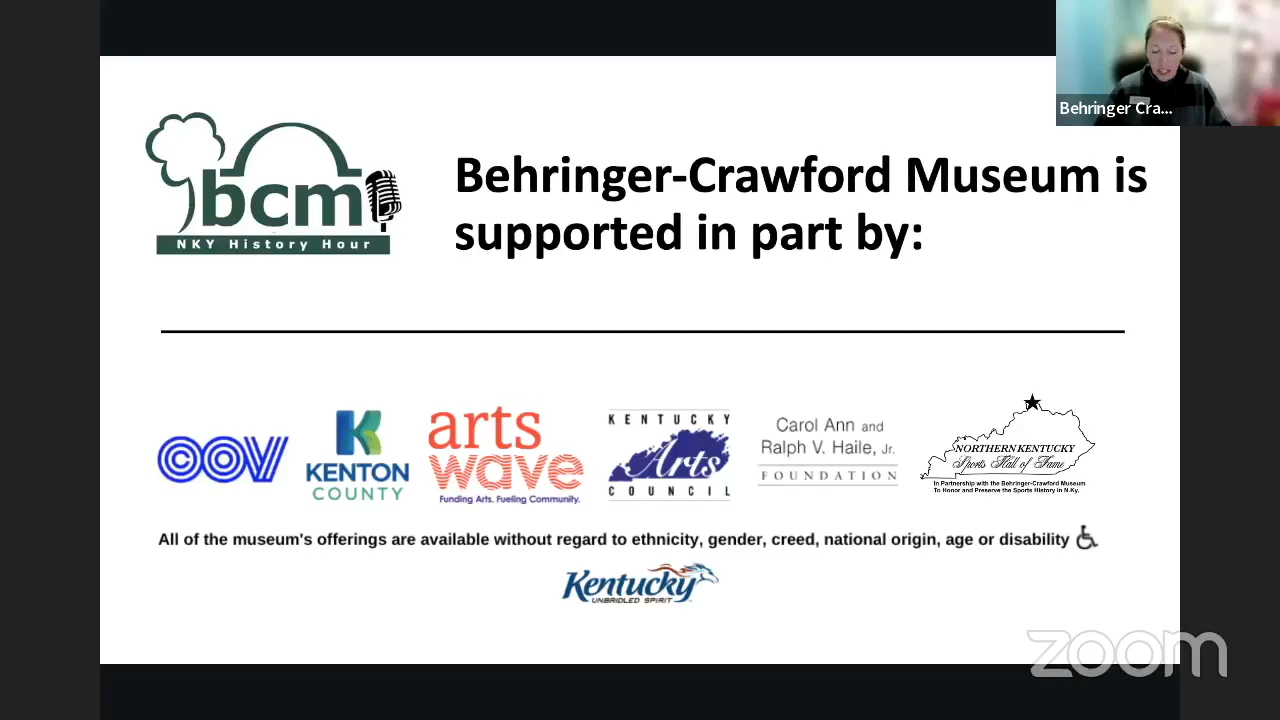 Behringer Cra...
bcm
NKY History Hour
Behringer-Crawford Museum is
supported in part by:
COV
KENTON
COUNTY
arts
wave
Funding Arts. Fueling Community.
KENTUCKY
Arts
COUNCIL
Carol Ann and
Ralph V. Haile, Jr.
FOUNDATION
NORTHERN KENTUCKY
Sports Hall of Fame
In Partnership with the Behringer-Crawford Museum
To Honor and Preserve the Sports History in N.Ky.
All of the museum's offerings are available without regard to ethnicity, gender, creed, national origin, age or disability
Kentucky
UNBRIDLED SPIRIT
zoom